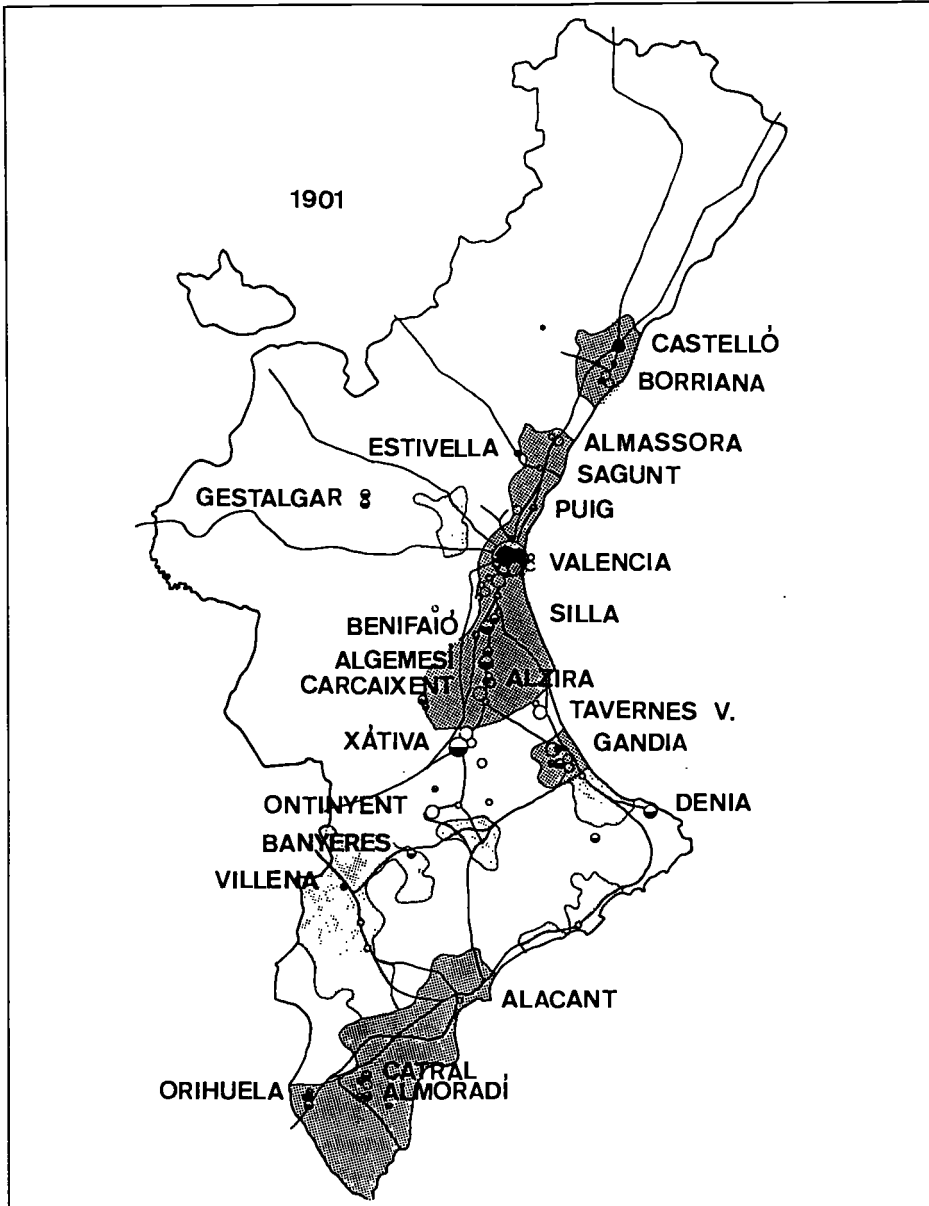 1901
CASTELLÓ
BORRIANA
ESTIVELLA
ALMASSORA
SAGUNT
GESTALGAR
PUIG
VALENCIA
BENIFAIÓ
SILLA
ALGEMESÍ
CARCAIXENT
ALZIRA
TAVERNES V.
XÁTIVA
GANDIA
ONTINYENT
DENIA
BANYERES
VILLENA
ALACANT
ORIHUELA
CATRAL
ALMORADÍ